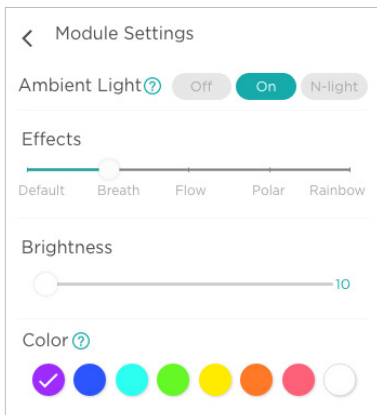 Module Settings
Ambient Light ? Off On N-light
Effects
Default Breath Flow Polar Rainbow
Brightness
10
Color ?